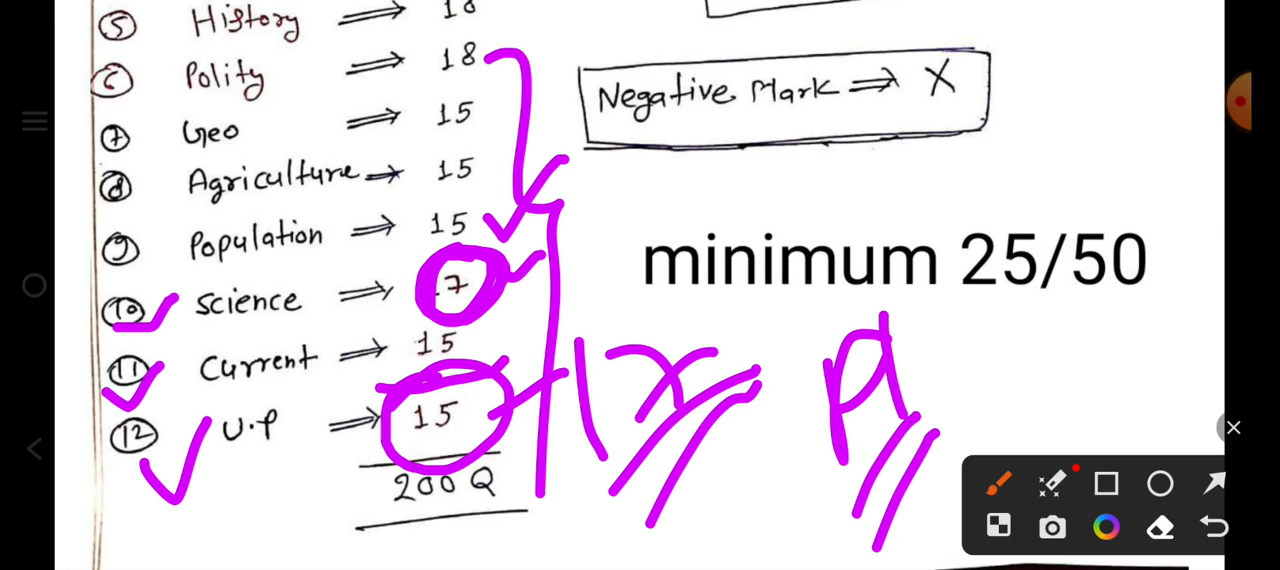 ⑤ History ⇒ 18
⑥ Polity ⇒ 18
⑦ Geo ⇒ 15
⑧ Agriculture → 15
⑨ Population ⇒ 15
⑩ Science ⇒ 7
⑪ Current ⇒ 15
⑫ U.P ⇒ 15
200 Q
Negative Mark ⇒ X
minimum 25/50